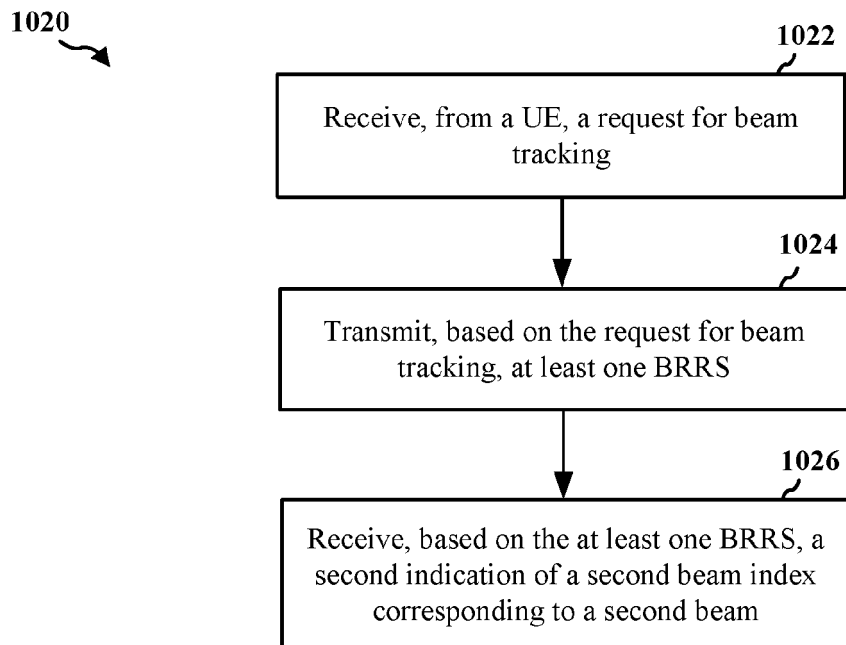 1020
1022
Receive, from a UE, a request for beam
tracking
1024
Transmit, based on the request for beam
tracking, at least one BRRS
1026
Receive, based on the at least one BRRS, a
second indication of a second beam index
corresponding to a second beam